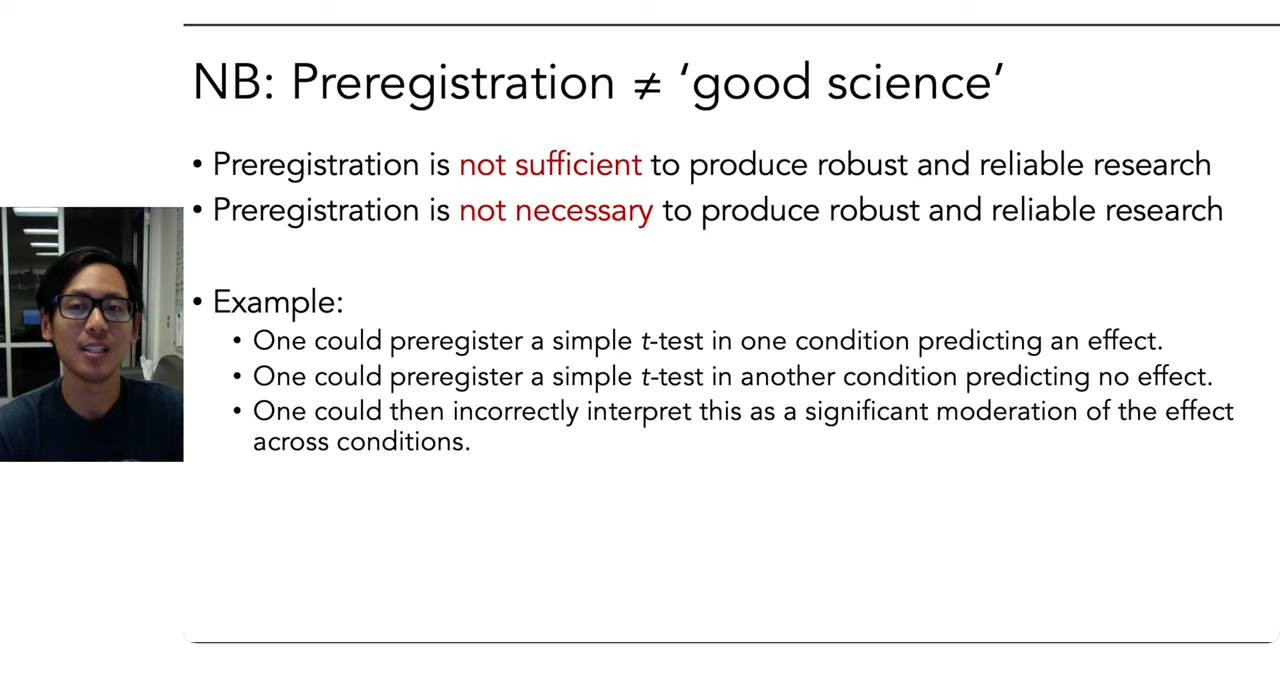 NB: Preregistration ≠ ‘good science’
• Preregistration is not sufficient to produce robust and reliable research
• Preregistration is not necessary to produce robust and reliable research
• Example:
• One could preregister a simple t-test in one condition predicting an effect.
• One could preregister a simple t-test in another condition predicting no effect.
• One could then incorrectly interpret this as a significant moderation of the effect
across conditions.